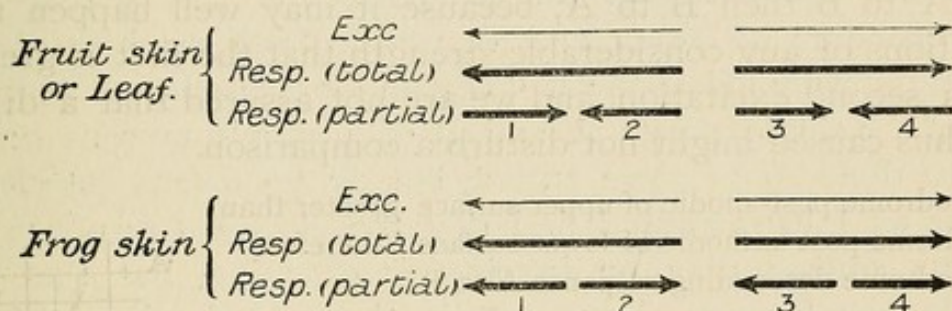 Exc
Fruit skin
or Leaf.
Resp. (total)
Resp. (partial)
1 2 3 4
Exc.
Frog skin
Resp (total)
Resp. (partial)
1 2 3 4